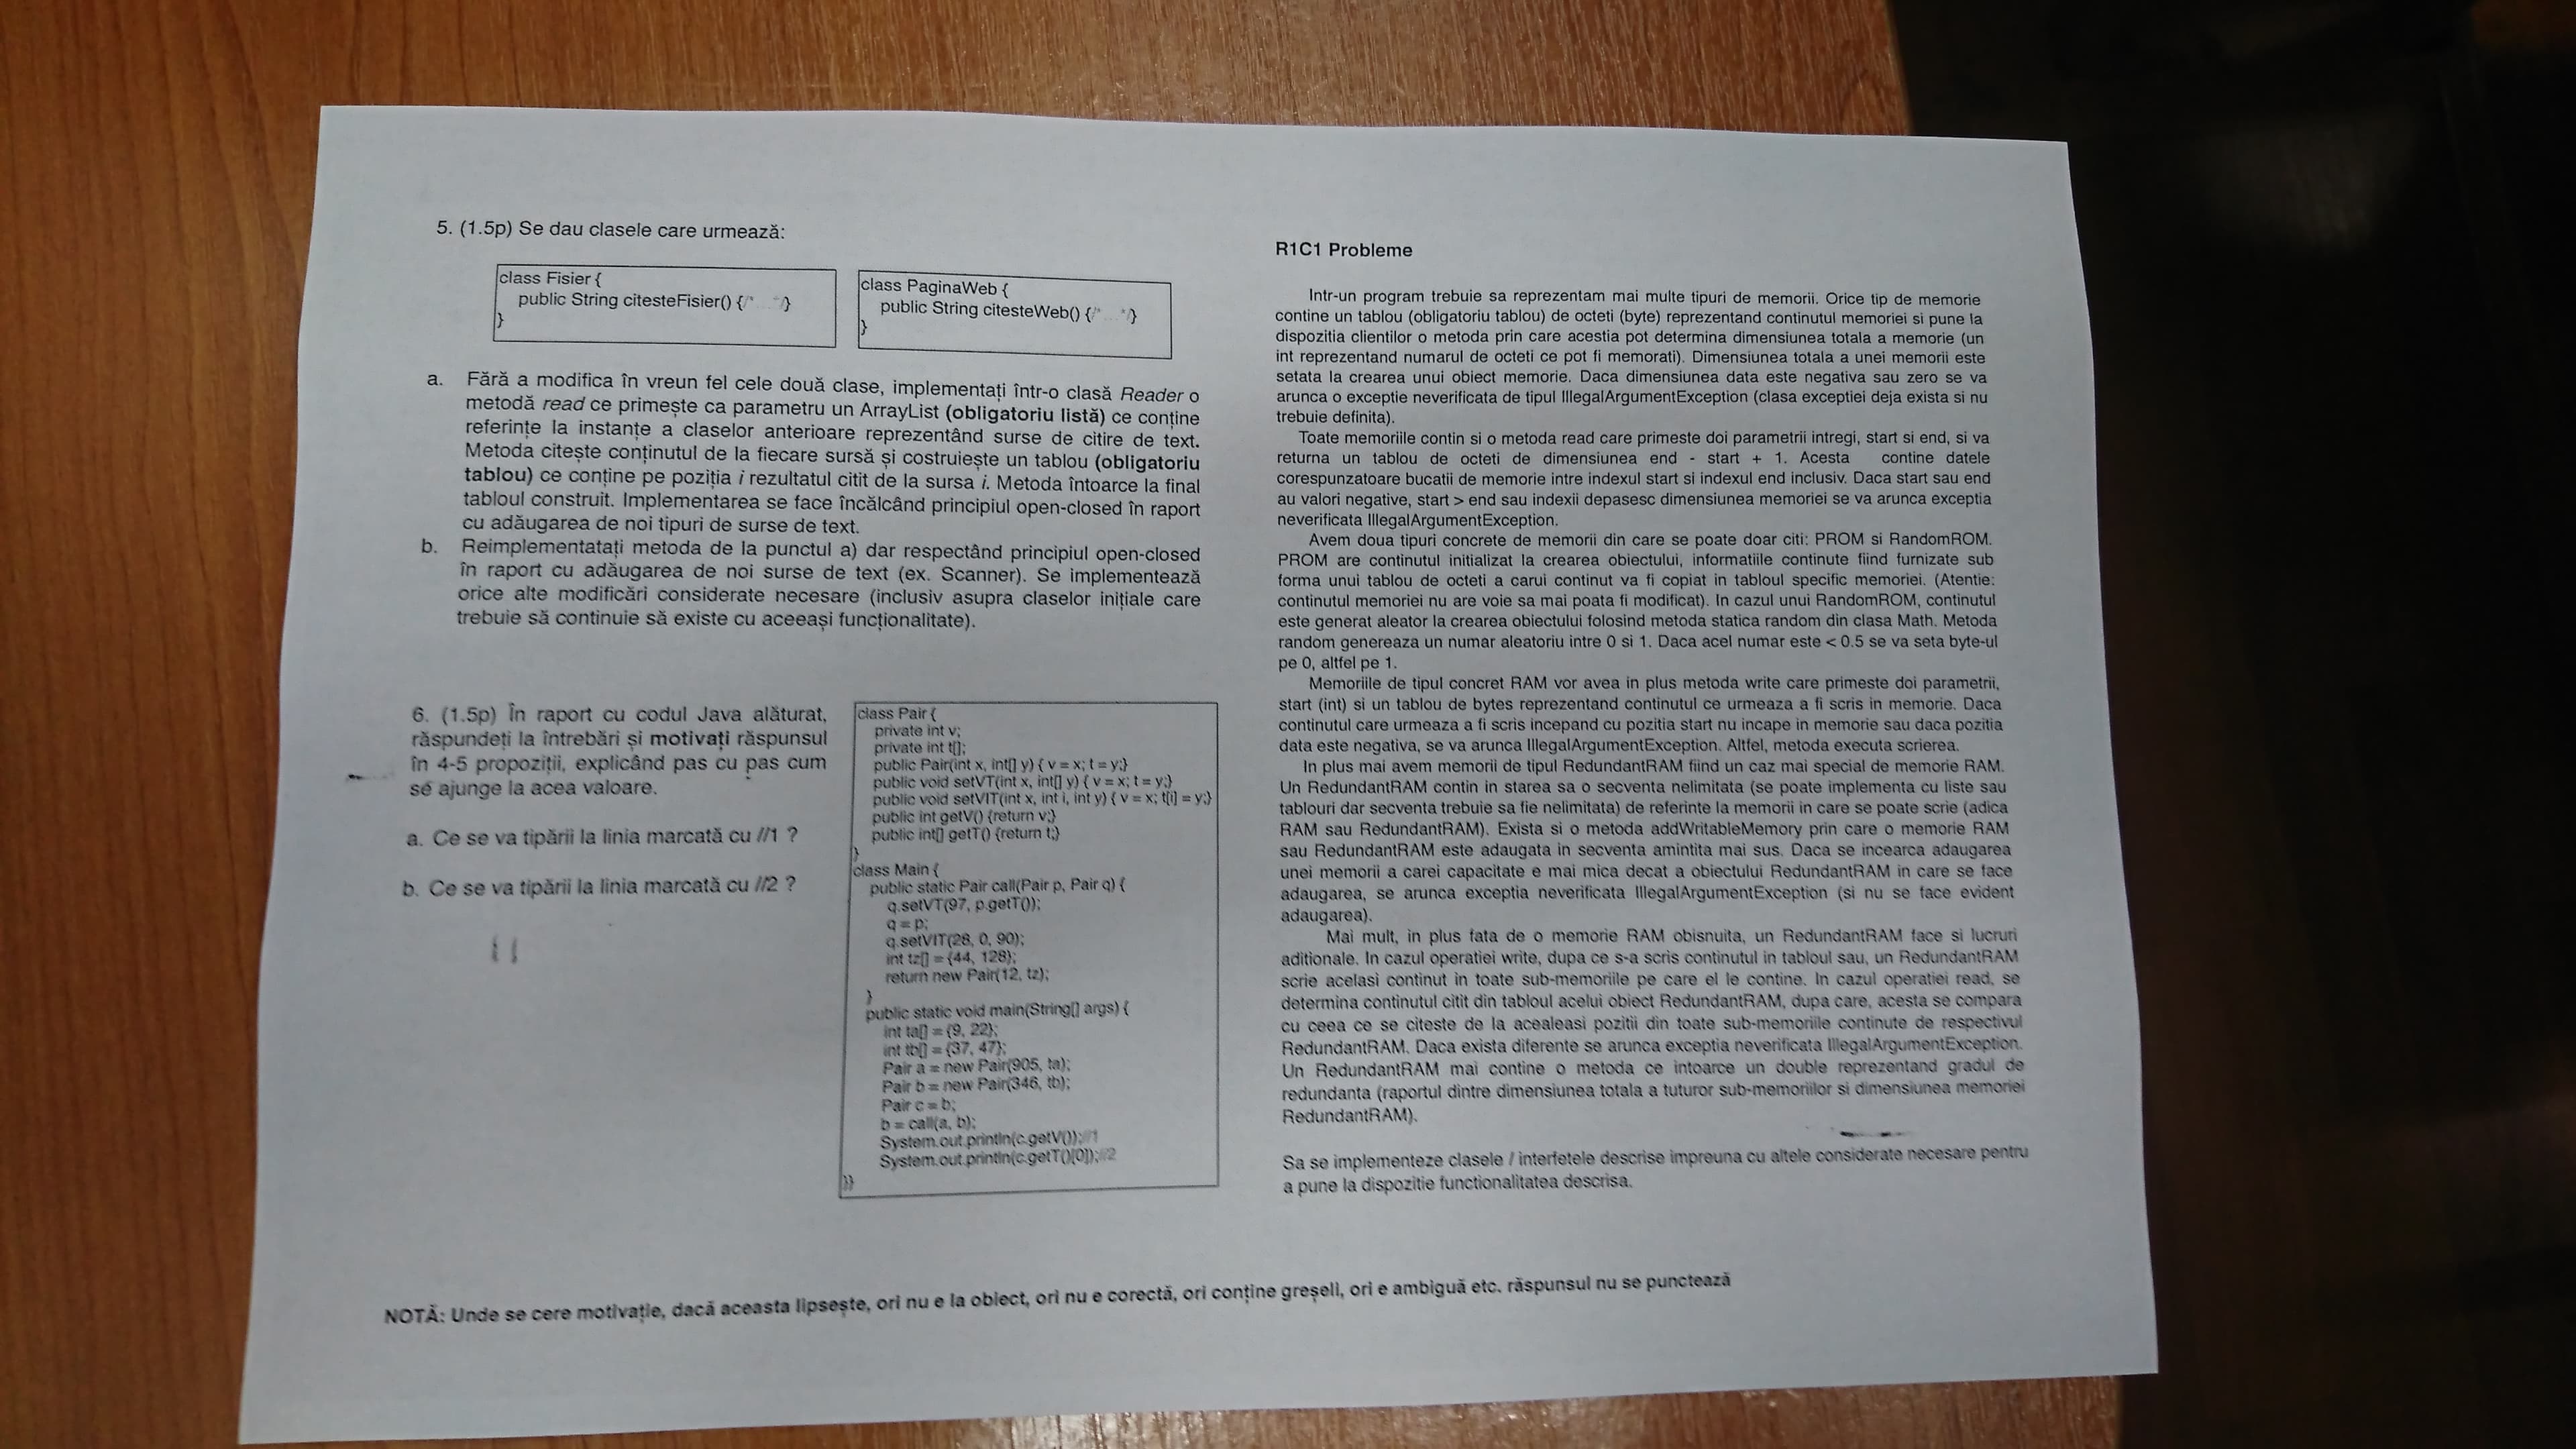 5. (1.5p) Se dau clasele care urmează:
class Fisier {
public String citesteFisier() {/* ... */}
}
class PaginaWeb {
public String citesteWeb() {/* ... */}
}
a. Fără a modifica în vreun fel cele două clase, implementați într-o clasă Reader o
metodă read ce primește ca parametru un ArrayList (obligatoriu listă) ce conține
referințe la instanțe a claselor anterioare reprezentând surse de citire de text.
Metoda citește conținutul de la fiecare sursă și costruiește un tablou (obligatoriu
tablou) ce conține pe poziția i rezultatul citit de la sursa i. Metoda întoarce la final
tabloul construit. Implementarea se face încălcând principiul open-closed în raport
cu adăugarea de noi tipuri de surse de text.
b. Reimplementatați metoda de la punctul a) dar respectând principiul open-closed
în raport cu adăugarea de noi surse de text (ex. Scanner). Se implementează
orice alte modificări considerate necesare (inclusiv asupra claselor inițiale care
trebuie să continuie să existe cu aceeași funcționalitate).
6. (1.5p) În raport cu codul Java alăturat,
răspundeți la întrebări și motivați răspunsul
în 4-5 propoziții, explicând pas cu pas cum
se ajunge la acea valoare.
a. Ce se va tipării la linia marcată cu //1 ?
b. Ce se va tipării la linia marcată cu //2 ?
class Pair {
private int v;
private int t[];
public Pair(int x, int[] y) { v = x; t = y;}
public void setVT(int x, int[] y) { v = x; t = y;}
public void setVIT(int x, int i, int y) { v = x; t[i] = y;}
public int getV() {return v;}
public int[] getT() {return t;}
}
class Main {
public static Pair call(Pair p, Pair q) {
q.setVT(97, p.getT());
q = p;
q.setVIT(28, 0, 90);
int tz[] = {44, 128};
return new Pair(12, tz);
}
public static void main(String[] args) {
int ta[] = {9, 22};
int tb[] = {37, 47};
Pair a = new Pair(905, ta);
Pair b = new Pair(346, tb);
Pair c = b;
b = call(a, b);
System.out.println(c.getV());//1
System.out.println(c.getT()[0]);//2
}}
R1C1 Probleme
Intr-un program trebuie sa reprezentam mai multe tipuri de memorii. Orice tip de memorie
contine un tablou (obligatoriu tablou) de octeti (byte) reprezentand continutul memoriei si pune la
dispozitia clientilor o metoda prin care acestia pot determina dimensiunea totala a memorie (un
int reprezentand numarul de octeti ce pot fi memorati). Dimensiunea totala a unei memorii este
setata la crearea unui obiect memorie. Daca dimensiunea data este negativa sau zero se va
arunca o exceptie neverificata de tipul IllegalArgumentException (clasa exceptiei deja exista si nu
trebuie definita).
Toate memoriile contin si o metoda read care primeste doi parametrii intregi, start si end, si va
returna un tablou de octeti de dimensiunea end - start + 1. Acesta contine datele
corespunzatoare bucatii de memorie intre indexul start si indexul end inclusiv. Daca start sau end
au valori negative, start > end sau indexii depasesc dimensiunea memoriei se va arunca exceptia
neverificata IllegalArgumentException.
Avem doua tipuri concrete de memorii din care se poate doar citi: PROM si RandomROM.
PROM are continutul initializat la crearea obiectului, informatiile continute fiind furnizate sub
forma unui tablou de octeti a carui continut va fi copiat in tabloul specific memoriei. (Atentie:
continutul memoriei nu are voie sa mai poata fi modificat). In cazul unui RandomROM, continutul
este generat aleator la crearea obiectului folosind metoda statica random din clasa Math. Metoda
random genereaza un numar aleatoriu intre 0 si 1. Daca acel numar este < 0.5 se va seta byte-ul
pe 0, altfel pe 1.
Memoriile de tipul concret RAM vor avea in plus metoda write care primeste doi parametrii,
start (int) si un tablou de bytes reprezentand continutul ce urmeaza a fi scris in memorie. Daca
continutul care urmeaza a fi scris incepand cu pozitia start nu incape in memorie sau daca pozitia
data este negativa, se va arunca IllegalArgumentException. Altfel, metoda executa scrierea.
In plus mai avem memorii de tipul RedundantRAM fiind un caz mai special de memorie RAM.
Un RedundantRAM contin in starea sa o secventa nelimitata (se poate implementa cu liste sau
tablouri dar secventa trebuie sa fie nelimitata) de referinte la memorii in care se poate scrie (adica
RAM sau RedundantRAM). Exista si o metoda addWritableMemory prin care o memorie RAM
sau RedundantRAM este adaugata in secventa amintita mai sus. Daca se incearca adaugarea
unei memorii a carei capacitate e mai mica decat a obiectului RedundantRAM in care se face
adaugarea, se arunca exceptia neverificata IllegalArgumentException (si nu se face evident
adaugarea).
Mai mult, in plus fata de o memorie RAM obisnuita, un RedundantRAM face si lucruri
aditionale. In cazul operatiei write, dupa ce s-a scris continutul in tabloul sau, un RedundantRAM
scrie acelasi continut in toate sub-memoriile pe care el le contine. In cazul operatiei read, se
determina continutul citit din tabloul acelui obiect RedundantRAM, dupa care, acesta se compara
cu ceea ce se citeste de la acealeasi pozitii din toate sub-memoriile continute de respectivul
RedundantRAM. Daca exista diferente se arunca exceptia neverificata IllegalArgumentException.
Un RedundantRAM mai contine o metoda ce intoarce un double reprezentand gradul de
redundanta (raportul dintre dimensiunea totala a tuturor sub-memoriilor si dimensiunea memoriei
RedundantRAM).
Sa se implementeze clasele / interfetele descrise impreuna cu altele considerate necesare pentru
a pune la dispozitie functionalitatea descrisa.
NOTĂ: Unde se cere motivație, dacă aceasta lipsește, ori nu e la obiect, ori nu e corectă, ori conține greșeli, ori e ambiguă etc. răspunsul nu se punctează